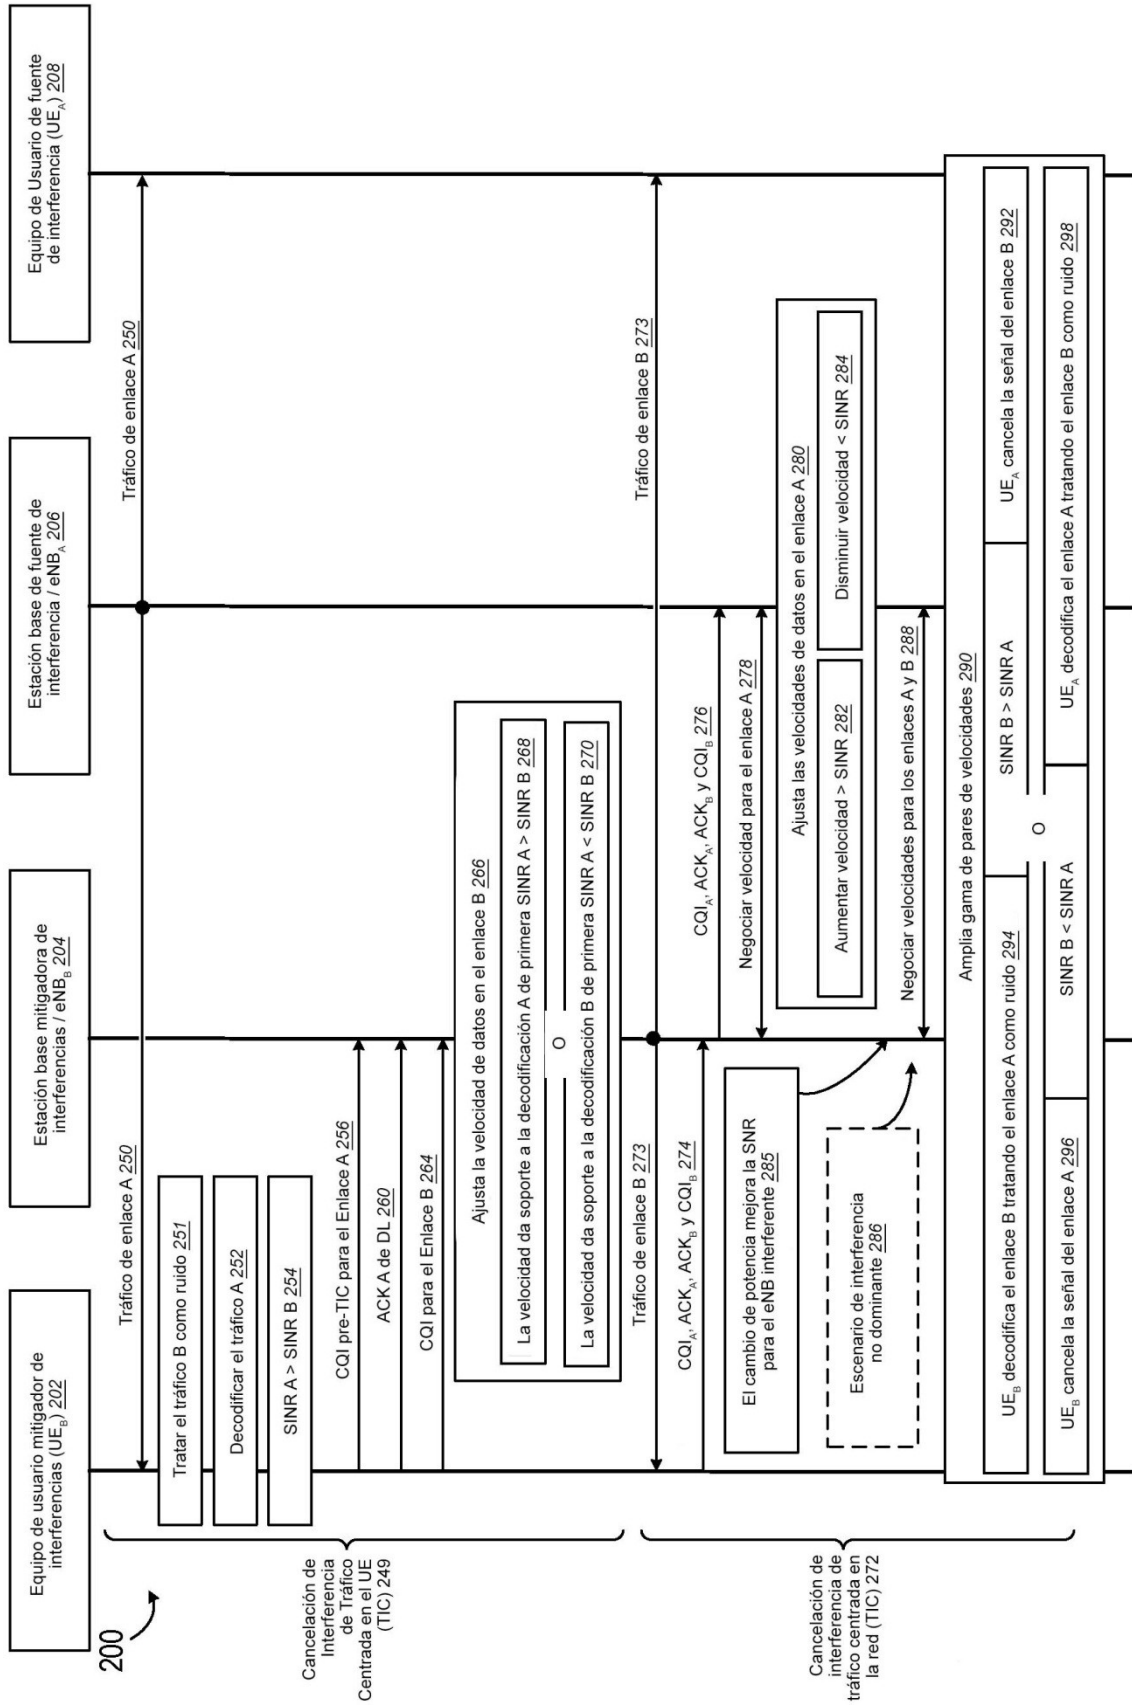 Equipo de usuario mitigador de
interferencias (UE_B) 202
Estación base mitigadora de
interferencias / eNB_B 204
Estación base de fuente de
interferencia / eNB_A 206
Equipo de Usuario de fuente
de interferencia (UE_A) 208
200
Tráfico de enlace A 250
Tráfico de enlace A 250
Tratar el tráfico B como ruido 251
Decodificar el tráfico A 252
SINR A > SINR B 254
CQI pre-TIC para el Enlace A 256
ACK A de DL 260
CQI para el Enlace B 264
Cancelación de
Interferencia
de Tráfico
Centrada en el UE
(TIC) 249
Ajusta la velocidad de datos en el enlace B 266
La velocidad da soporte a la decodificación A de primera SINR A > SINR B 268
O
La velocidad da soporte a la decodificación B de primera SINR A < SINR B 270
Tráfico de enlace B 273
Tráfico de enlace B 273
CQI_A, ACK_A, ACK_B y CQI_B 274
CQI_A, ACK_A, ACK_B y CQI_B 276
Negociar velocidad para el enlace A 278
Ajusta las velocidades de datos en el enlace A 280
Aumentar velocidad > SINR 282
Disminuir velocidad < SINR 284
El cambio de potencia mejora la SNR
para el eNB interferente 285
Escenario de interferencia
no dominante 286
Negociar velocidades para los enlaces A y B 288
Cancelación de
interferencia de
tráfico centrada en
la red (TIC) 272
Amplia gama de pares de velocidades 290
UE_B decodifica el enlace B tratando el enlace A como ruido 294
SINR B > SINR A
UE_A cancela la señal del enlace B 292
O
UE_B cancela la señal del enlace A 296
SINR B < SINR A
UE_A decodifica el enlace A tratando el enlace B como ruido 298